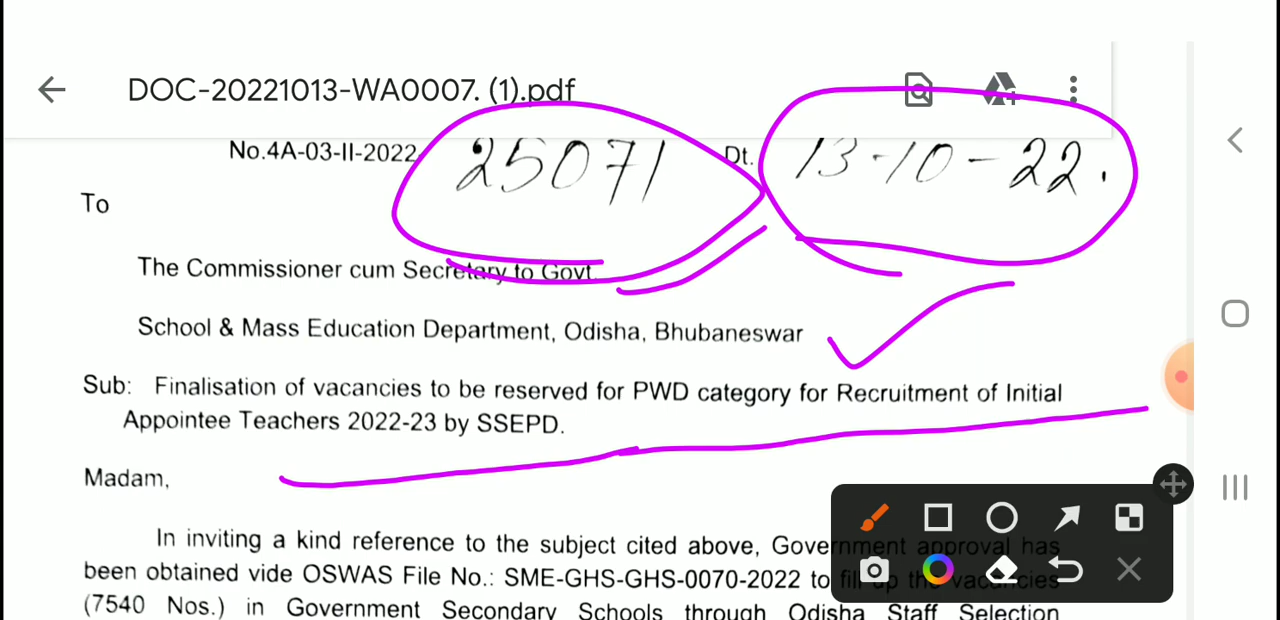 DOC-20221013-WA0007. (1).pdf
No.4A-03-II-2022 25071 Dt. 13-10-22.
To
The Commissioner cum Secretary to Govt
School & Mass Education Department, Odisha, Bhubaneswar
Sub: Finalisation of vacancies to be reserved for PWD category for Recruitment of Initial
Appointee Teachers 2022-23 by SSEPD.
Madam,
In inviting a kind reference to the subject cited above, Government approval has
been obtained vide OSWAS File No.: SME-GHS-GHS-0070-2022 to fill up the vacancies
(7540 Nos.) in Government Secondary Schools through Odisha Staff Selection